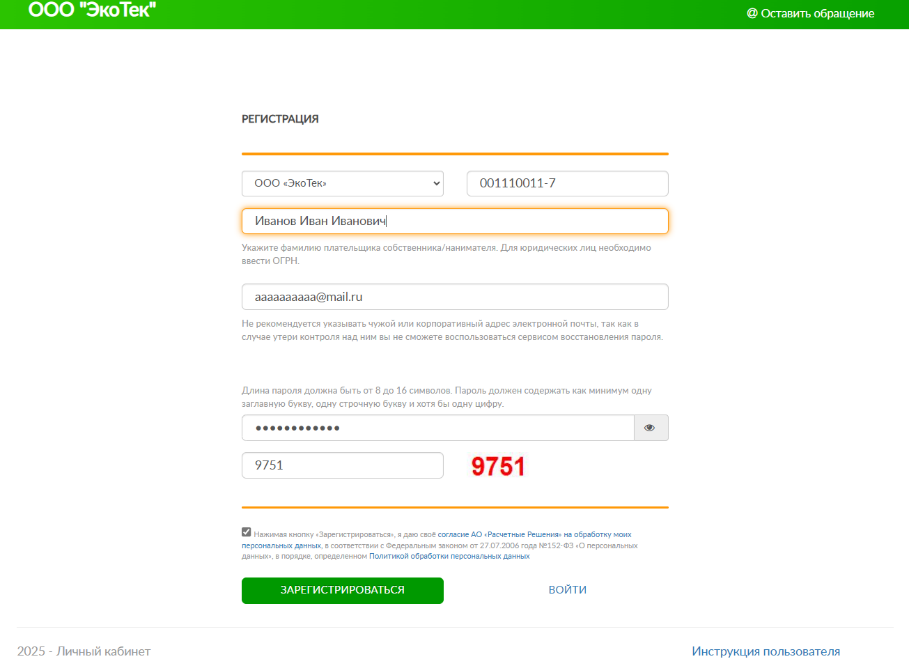 ООО "ЭкоТек"
@ Оставить обращение
РЕГИСТРАЦИЯ
ООО «ЭкоТек»
001110011-7
Иванов Иван Иванович
Укажите фамилию плательщика собственника/нанимателя. Для юридических лиц необходимо
ввести ОГРН.
aaaaaaaaaa@mail.ru
Не рекомендуется указывать чужой или корпоративный адрес электронной почты, так как в
случае утери контроля над ним вы не сможете воспользоваться сервисом восстановления пароля.
Длина пароля должна быть от 8 до 16 символов. Пароль должен содержать как минимум одну
заглавную букву, одну строчную букву и хотя бы одну цифру.
••••••••••••
9751
9751
Нажимая кнопку «Зарегистрироваться», я даю своё согласие АО «Расчетные Решения» на обработку моих
персональных данных, в соответствии с Федеральным законом от 27.07.2006 года №152-ФЗ «О персональных
данных», в порядке, определенном Политикой обработки персональных данных
ЗАРЕГИСТРИРОВАТЬСЯ
ВОЙТИ
2025 - Личный кабинет
Инструкция пользователя